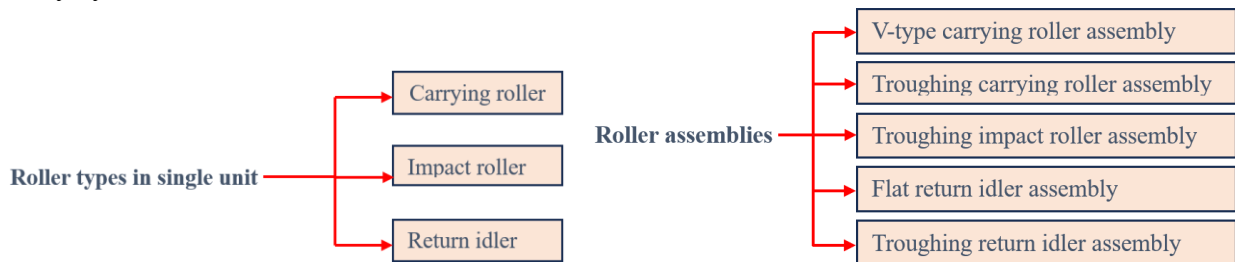 Roller types in single unit
Carrying roller
Impact roller
Return idler
Roller assemblies
V-type carrying roller assembly
Troughing carrying roller assembly
Troughing impact roller assembly
Flat return idler assembly
Troughing return idler assembly